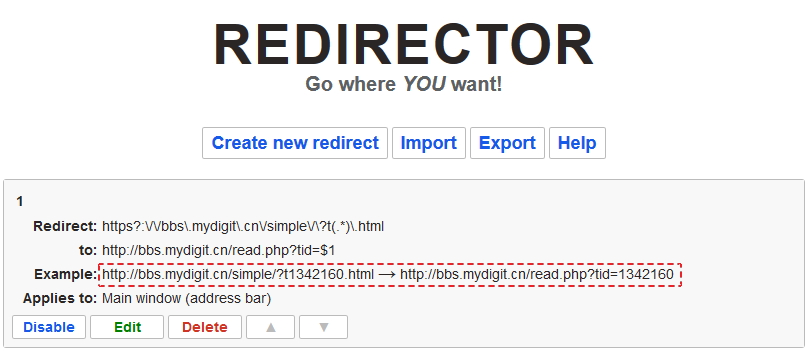 REDIRECTOR
Go where YOU want!
Create new redirect Import Export Help
1
Redirect: https?:\/\/bbs\.mydigit\.cn\/simple\/\?t(.*)\.html
to: http://bbs.mydigit.cn/read.php?tid=$1
Example: http://bbs.mydigit.cn/simple/?t1342160.html → http://bbs.mydigit.cn/read.php?tid=1342160
Applies to: Main window (address bar)
Disable Edit Delete ▲ ▼